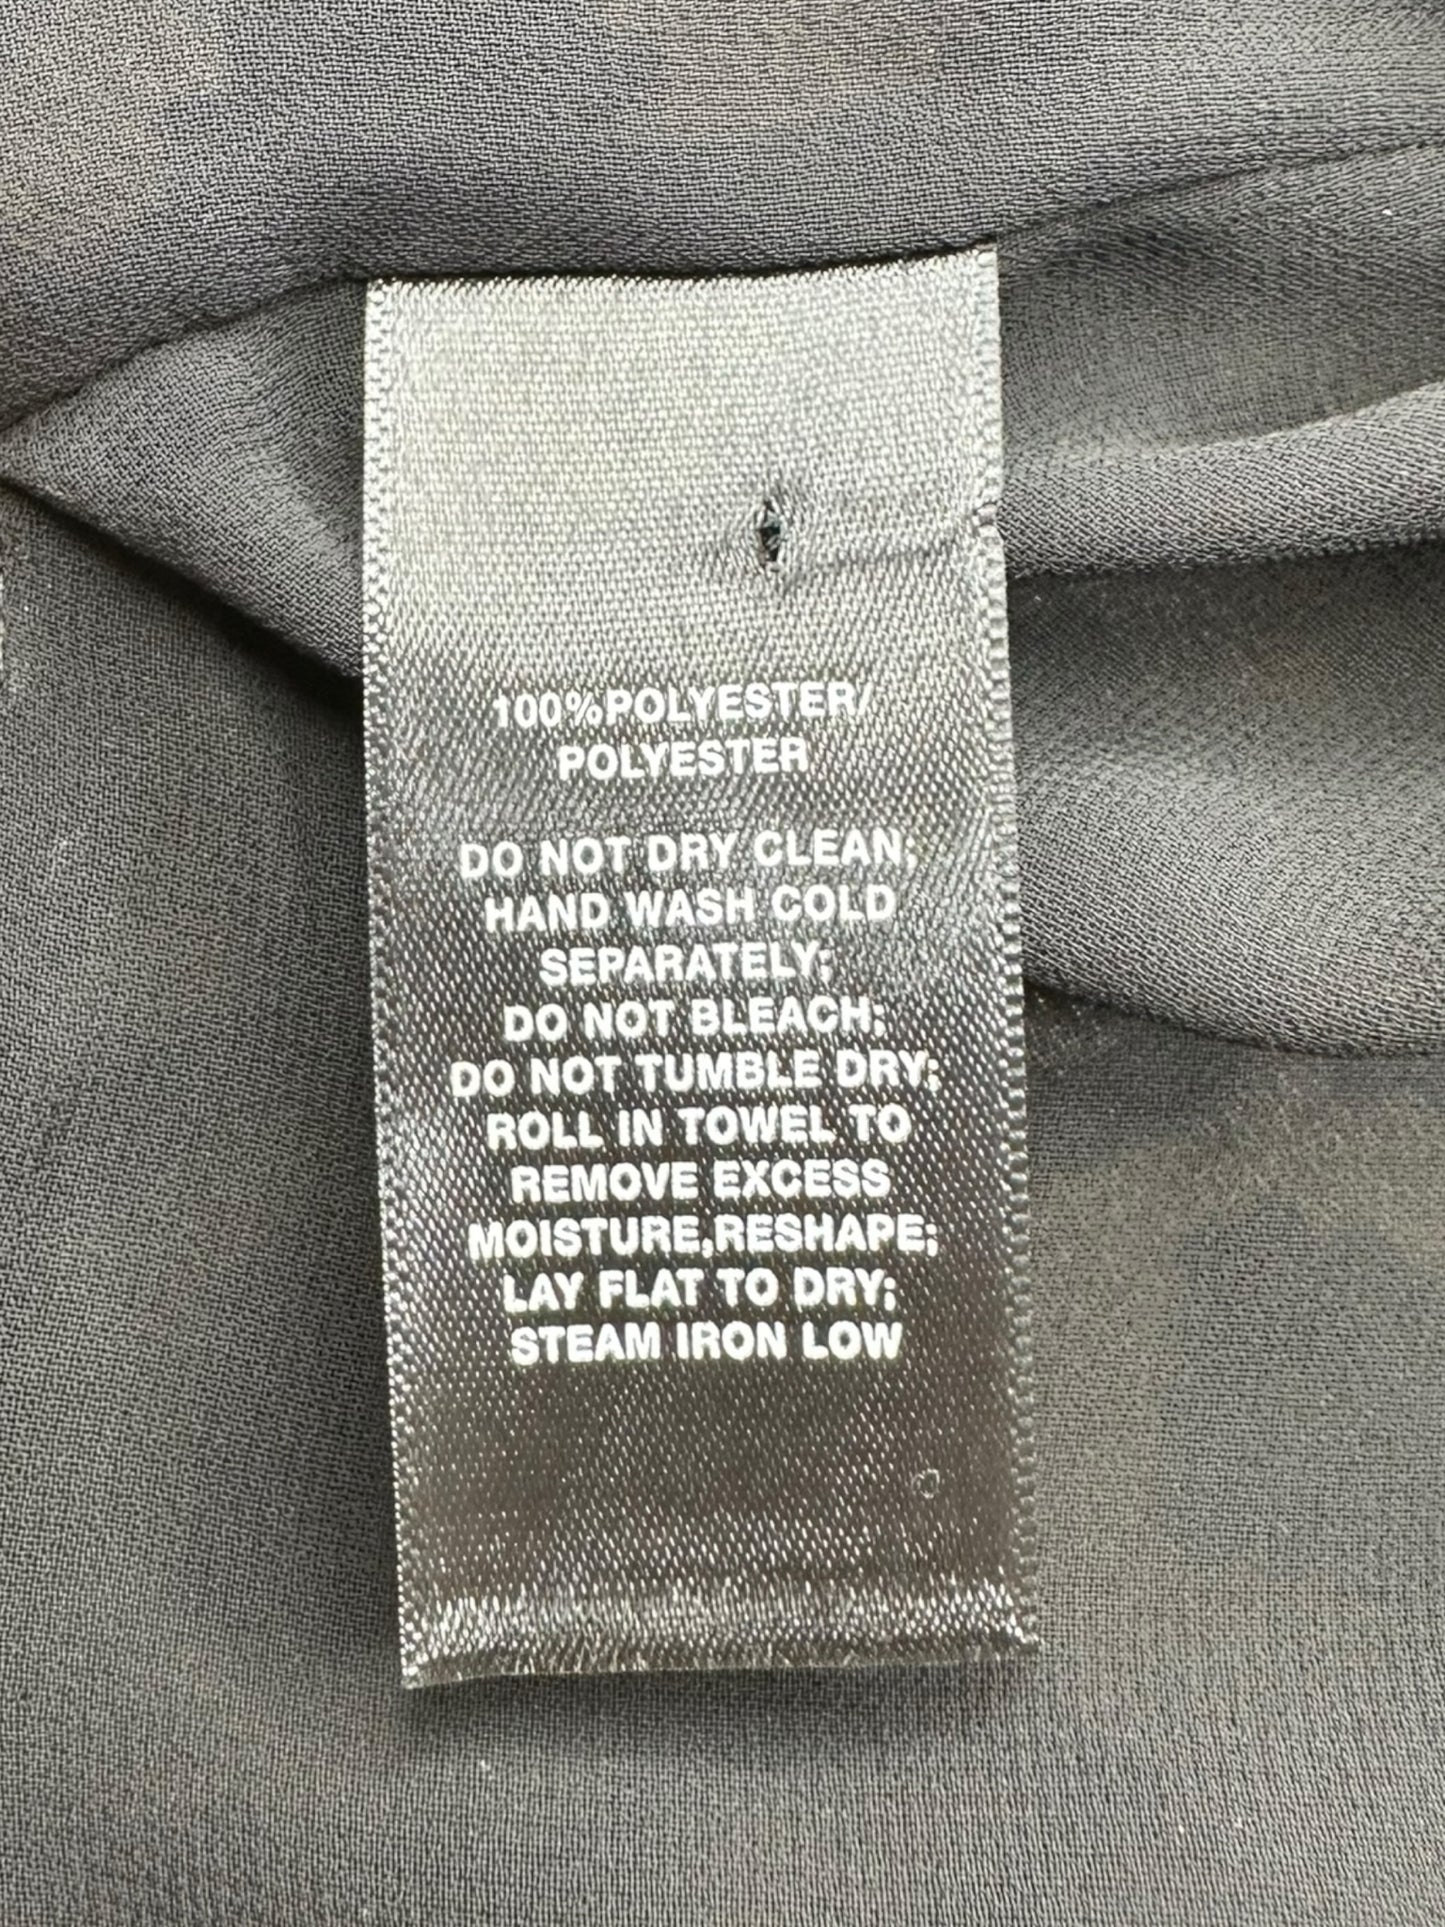 100%POLYESTER/
POLYESTER
DO NOT DRY CLEAN;
HAND WASH COLD
SEPARATELY;
DO NOT BLEACH;
DO NOT TUMBLE DRY;
ROLL IN TOWEL TO
REMOVE EXCESS
MOISTURE,RESHAPE;
LAY FLAT TO DRY;
STEAM IRON LOW